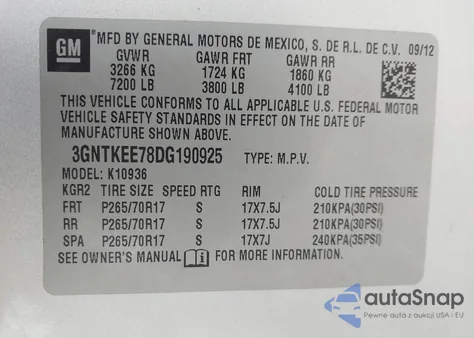 GM *MFD BY GENERAL MOTORS DE MEXICO, S. DE R.L. DE C.V. 09/12
GVWR GAWR FRT GAWR RR
3266 KG 1724 KG 1860 KG
7200 LB 3800 LB 4100 LB
THIS VEHICLE CONFORMS TO ALL APPLICABLE U.S. FEDERAL MOTOR
VEHICLE SAFETY STANDARDS IN EFFECT ON THE DATE OF MANUFACTURE
SHOWN ABOVE.
3GNTKEE78DG190925 TYPE: M.P.V.
MODEL: K10936
KGR2 TIRE SIZE SPEED RTG RIM COLD TIRE PRESSURE
FRT P265/70R17 S 17X7.5J 210KPA(30PSI)
RR P265/70R17 S 17X7.5J 210KPA(30PSI)
SPA P265/70R17 S 17X7J 240KPA(35PSI)
SEE OWNER'S MANUAL FOR MORE INFORMATION.
autaSnap
Pewne auta z aukcji USA i EU